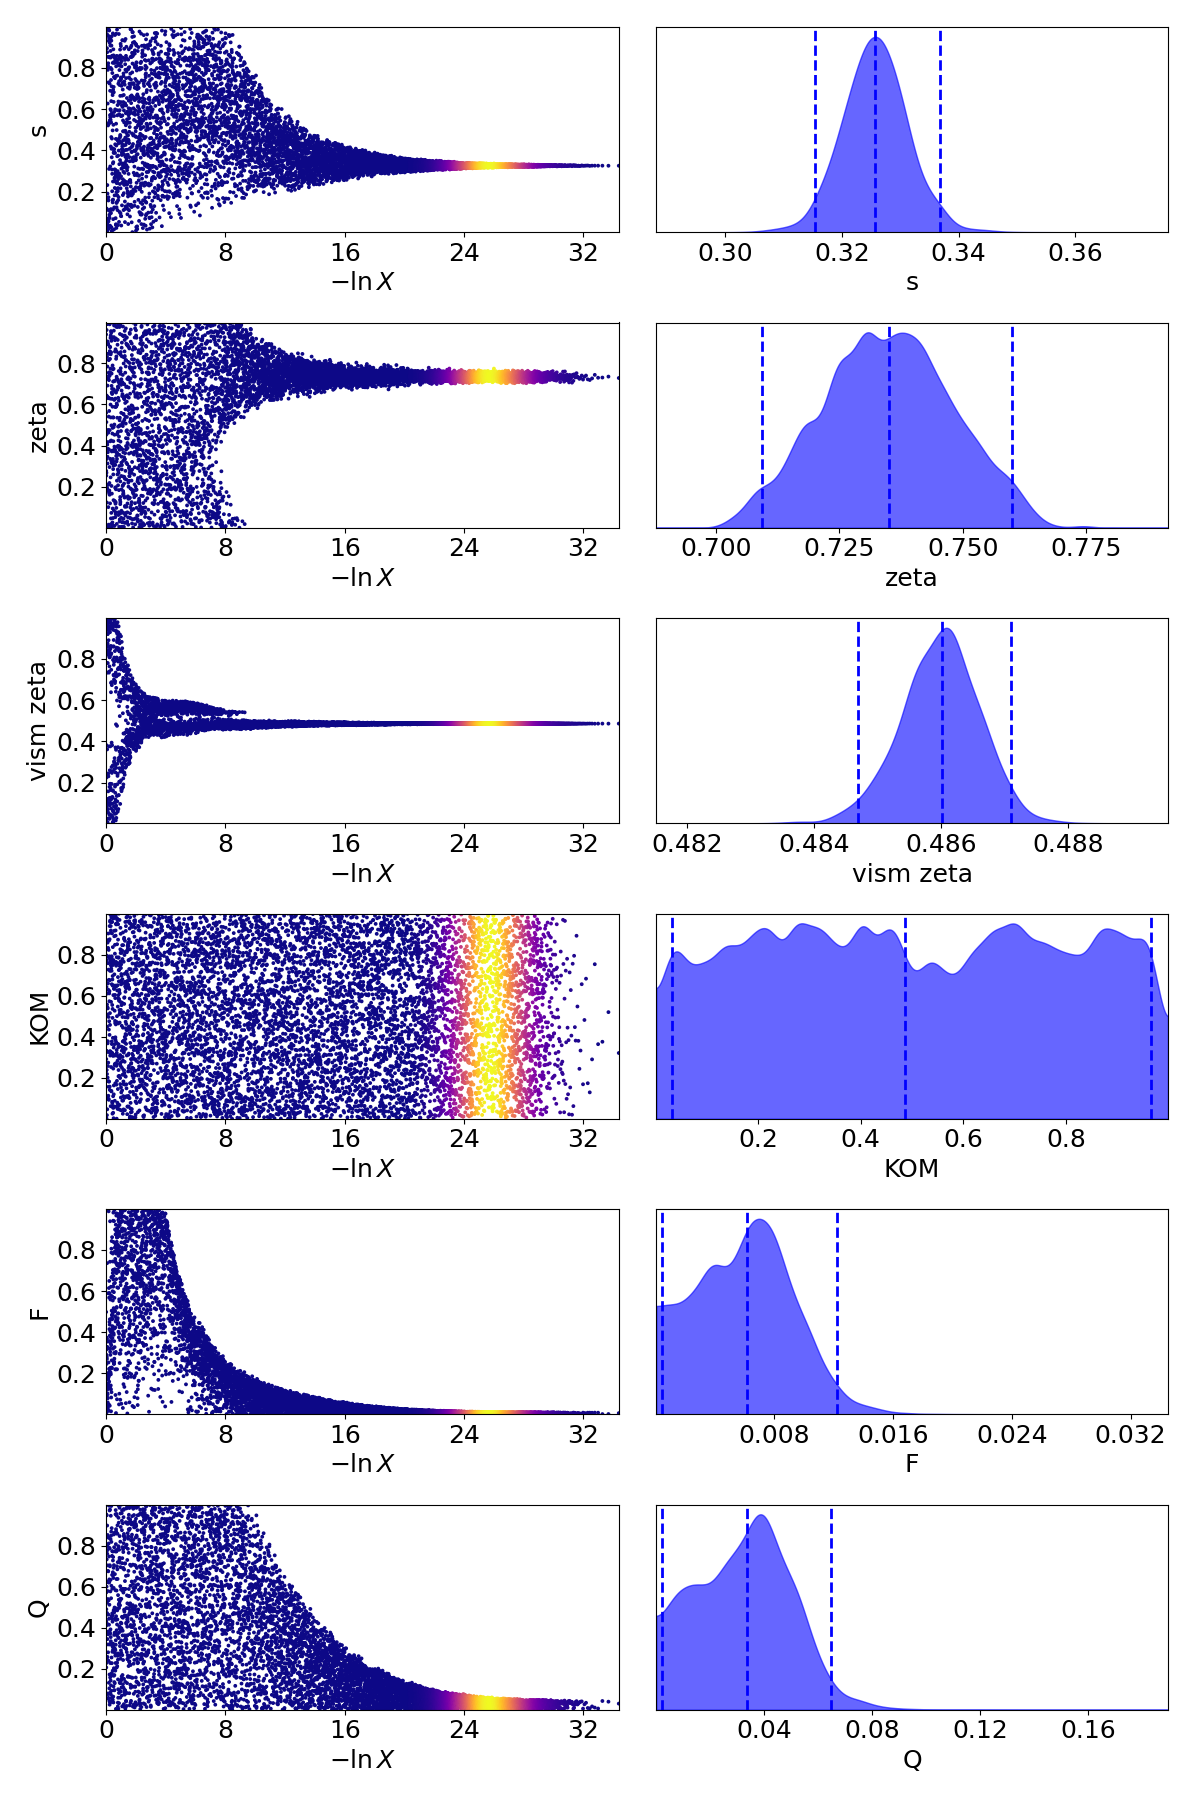 s
0.8
0.6
0.4
0.2
0 8 16 24 32
−ln X
0.30 0.32 0.34 0.36
s
zeta
0.8
0.6
0.4
0.2
0 8 16 24 32
−ln X
0.700 0.725 0.750 0.775
zeta
vism zeta
0.8
0.6
0.4
0.2
0 8 16 24 32
−ln X
0.482 0.484 0.486 0.488
vism zeta
KOM
0.8
0.6
0.4
0.2
0 8 16 24 32
−ln X
0.2 0.4 0.6 0.8
KOM
F
0.8
0.6
0.4
0.2
0 8 16 24 32
−ln X
0.008 0.016 0.024 0.032
F
Q
0.8
0.6
0.4
0.2
0 8 16 24 32
−ln X
0.04 0.08 0.12 0.16
Q